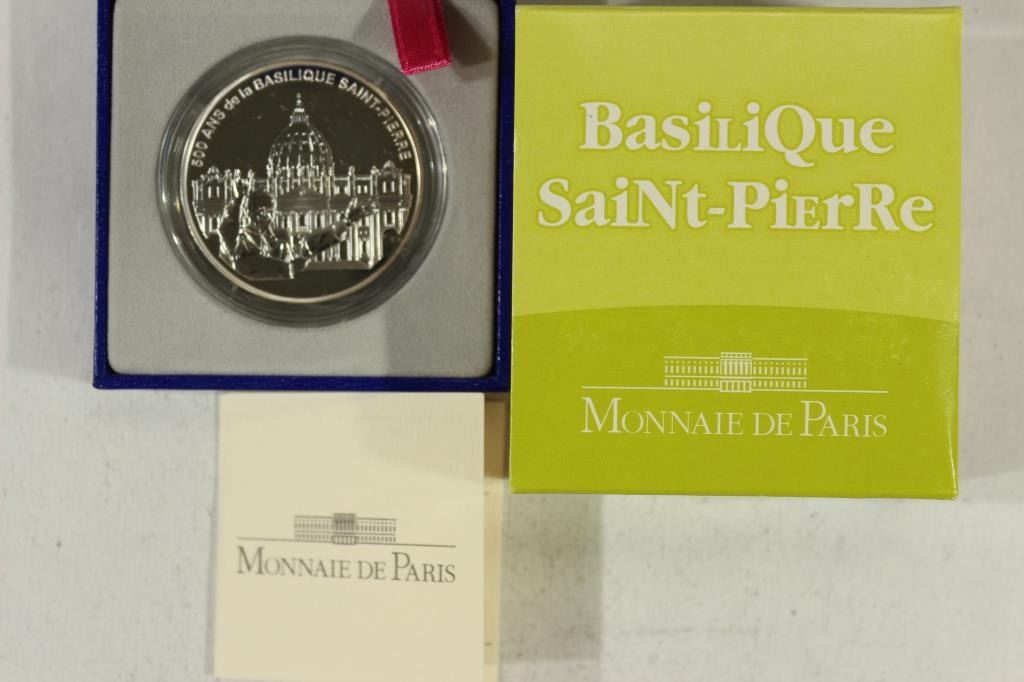 500 ANS de la BASILIQUE SAINT-PIERRE
BasiLiQue
SaiNt-PiErRe
MONNAIE DE PARIS
MONNAIE DE PARIS